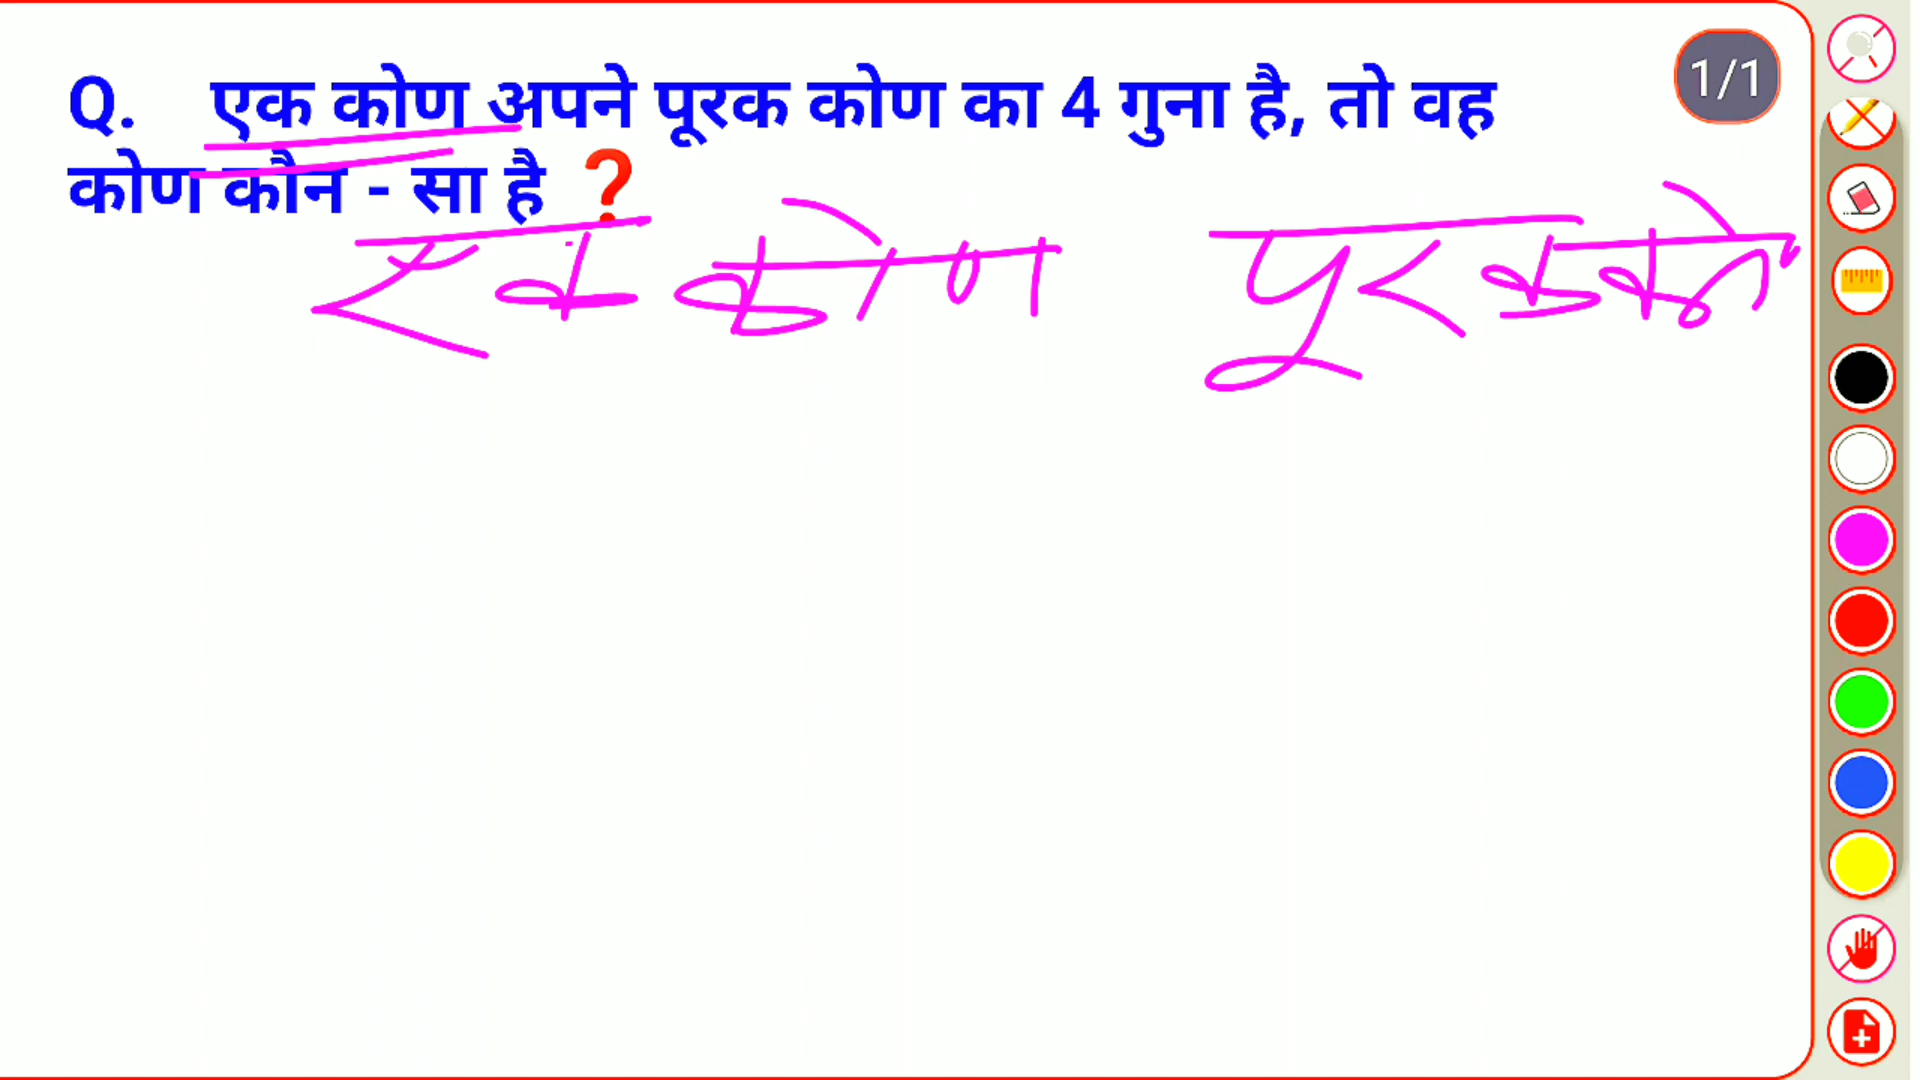 Q. एक कोण अपने पूरक कोण का 4 गुना है, तो वह
कोण कौन - सा है ❓
1/1
एक कोण पूरक को